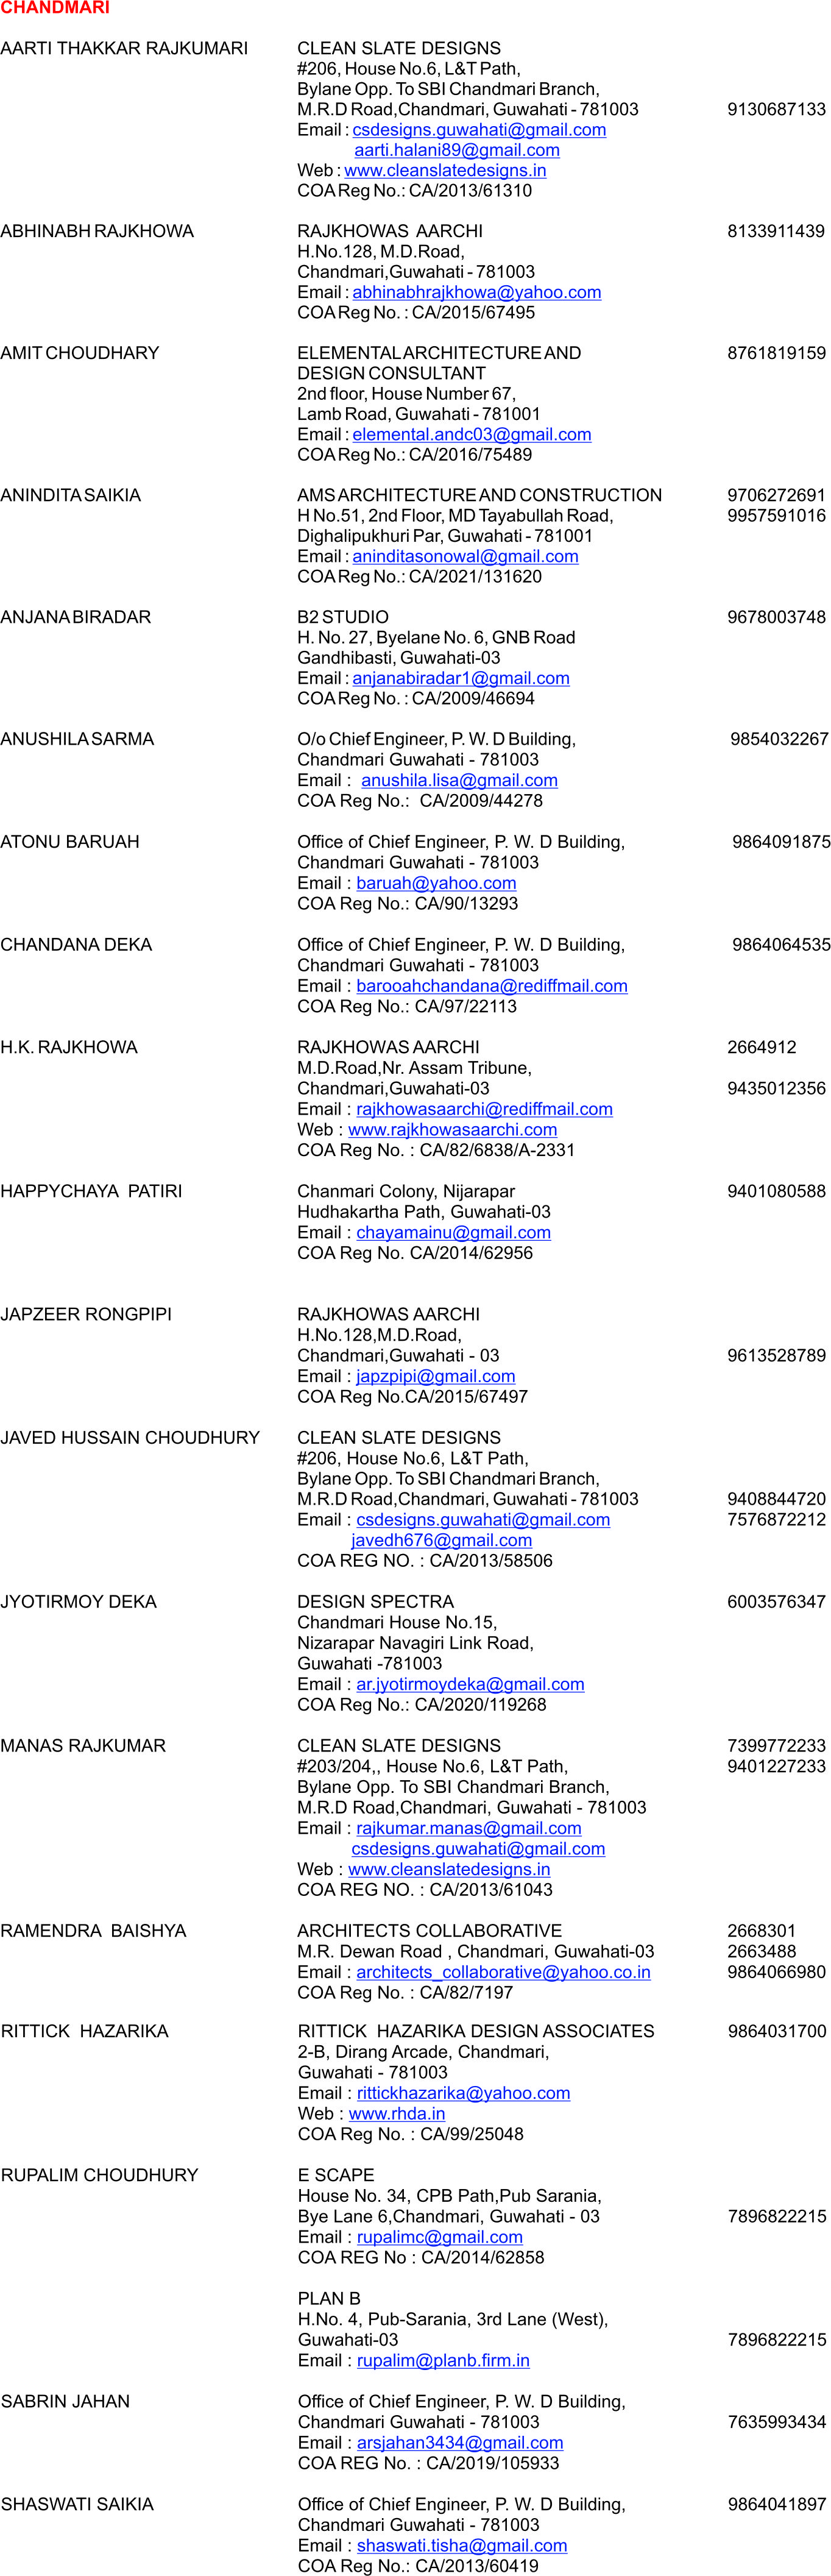 CHANDMARI
AARTI THAKKAR RAJKUMARI CLEAN SLATE DESIGNS
#206, House No.6, L&T Path,
Bylane Opp. To SBI Chandmari Branch,
M.R.D Road,Chandmari, Guwahati - 781003 9130687133
Email : csdesigns.guwahati@gmail.com
aarti.halani89@gmail.com
Web : www.cleanslatedesigns.in
COA Reg No.: CA/2013/61310
ABHINABH RAJKHOWA RAJKHOWAS AARCHI 8133911439
H.No.128, M.D.Road,
Chandmari,Guwahati - 781003
Email : abhinabhrajkhowa@yahoo.com
COA Reg No. : CA/2015/67495
AMIT CHOUDHARY ELEMENTAL ARCHITECTURE AND 8761819159
DESIGN CONSULTANT
2nd floor, House Number 67,
Lamb Road, Guwahati - 781001
Email : elemental.andc03@gmail.com
COA Reg No.: CA/2016/75489
ANINDITA SAIKIA AMS ARCHITECTURE AND CONSTRUCTION 9706272691
H No.51, 2nd Floor, MD Tayabullah Road, 9957591016
Dighalipukhuri Par, Guwahati - 781001
Email : aninditasonowal@gmail.com
COA Reg No.: CA/2021/131620
ANJANA BIRADAR B2 STUDIO 9678003748
H. No. 27, Byelane No. 6, GNB Road
Gandhibasti, Guwahati-03
Email : anjanabiradar1@gmail.com
COA Reg No. : CA/2009/46694
ANUSHILA SARMA O/o Chief Engineer, P. W. D Building, 9854032267
Chandmari Guwahati - 781003
Email : anushila.lisa@gmail.com
COA Reg No.: CA/2009/44278
ATONU BARUAH Office of Chief Engineer, P. W. D Building, 9864091875
Chandmari Guwahati - 781003
Email : baruah@yahoo.com
COA Reg No.: CA/90/13293
CHANDANA DEKA Office of Chief Engineer, P. W. D Building, 9864064535
Chandmari Guwahati - 781003
Email : barooahchandana@rediffmail.com
COA Reg No.: CA/97/22113
H.K. RAJKHOWA RAJKHOWAS AARCHI 2664912
M.D.Road,Nr. Assam Tribune,
Chandmari,Guwahati-03 9435012356
Email : rajkhowasaarchi@rediffmail.com
Web : www.rajkhowasaarchi.com
COA Reg No. : CA/82/6838/A-2331
HAPPYCHAYA PATIRI Chanmari Colony, Nijarapar 9401080588
Hudhakartha Path, Guwahati-03
Email : chayamainu@gmail.com
COA Reg No. CA/2014/62956
JAPZEER RONGPIPI RAJKHOWAS AARCHI
H.No.128,M.D.Road,
Chandmari,Guwahati - 03 9613528789
Email : japzpipi@gmail.com
COA Reg No.CA/2015/67497
JAVED HUSSAIN CHOUDHURY CLEAN SLATE DESIGNS
#206, House No.6, L&T Path,
Bylane Opp. To SBI Chandmari Branch,
M.R.D Road,Chandmari, Guwahati - 781003 9408844720
Email : csdesigns.guwahati@gmail.com 7576872212
javedh676@gmail.com
COA REG NO. : CA/2013/58506
JYOTIRMOY DEKA DESIGN SPECTRA 6003576347
Chandmari House No.15,
Nizarapar Navagiri Link Road,
Guwahati -781003
Email : ar.jyotirmoydeka@gmail.com
COA Reg No.: CA/2020/119268
MANAS RAJKUMAR CLEAN SLATE DESIGNS 7399772233
#203/204,, House No.6, L&T Path, 9401227233
Bylane Opp. To SBI Chandmari Branch,
M.R.D Road,Chandmari, Guwahati - 781003
Email : rajkumar.manas@gmail.com
csdesigns.guwahati@gmail.com
Web : www.cleanslatedesigns.in
COA REG NO. : CA/2013/61043
RAMENDRA BAISHYA ARCHITECTS COLLABORATIVE 2668301
M.R. Dewan Road , Chandmari, Guwahati-03 2663488
Email : architects_collaborative@yahoo.co.in 9864066980
COA Reg No. : CA/82/7197
RITTICK HAZARIKA RITTICK HAZARIKA DESIGN ASSOCIATES 9864031700
2-B, Dirang Arcade, Chandmari,
Guwahati - 781003
Email : rittickhazarika@yahoo.com
Web : www.rhda.in
COA Reg No. : CA/99/25048
RUPALIM CHOUDHURY E SCAPE
House No. 34, CPB Path,Pub Sarania,
Bye Lane 6,Chandmari, Guwahati - 03 7896822215
Email : rupalimc@gmail.com
COA REG No : CA/2014/62858
PLAN B
H.No. 4, Pub-Sarania, 3rd Lane (West),
Guwahati-03 7896822215
Email : rupalim@planb.firm.in
SABRIN JAHAN Office of Chief Engineer, P. W. D Building,
Chandmari Guwahati - 781003 7635993434
Email : arsjahan3434@gmail.com
COA REG No. : CA/2019/105933
SHASWATI SAIKIA Office of Chief Engineer, P. W. D Building, 9864041897
Chandmari Guwahati - 781003
Email : shaswati.tisha@gmail.com
COA Reg No.: CA/2013/60419